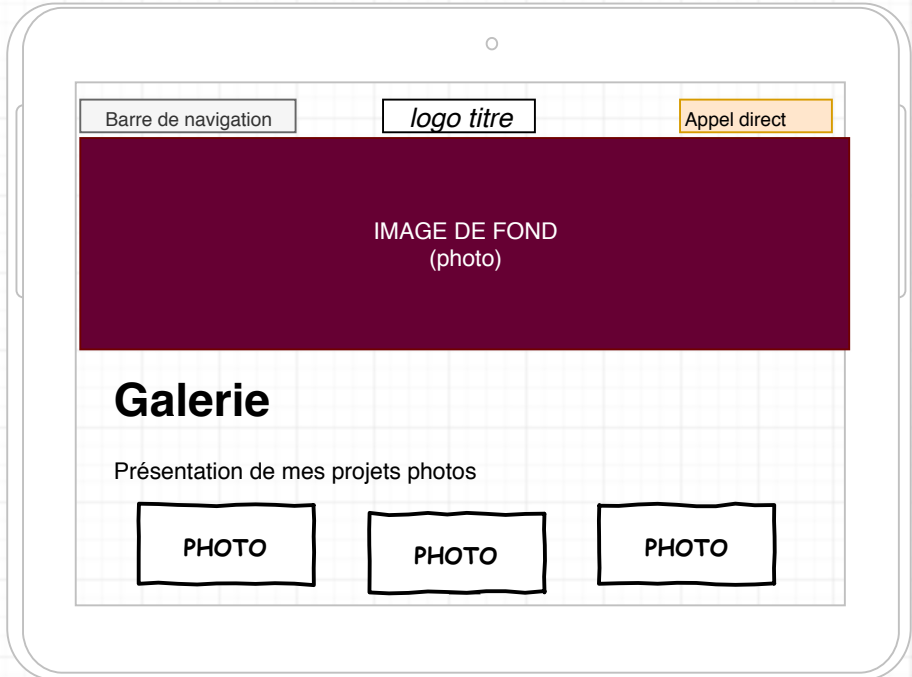 Barre de navigation
logo titre
Appel direct
IMAGE DE FOND
(photo)
Galerie
Présentation de mes projets photos
PHOTO
PHOTO
PHOTO